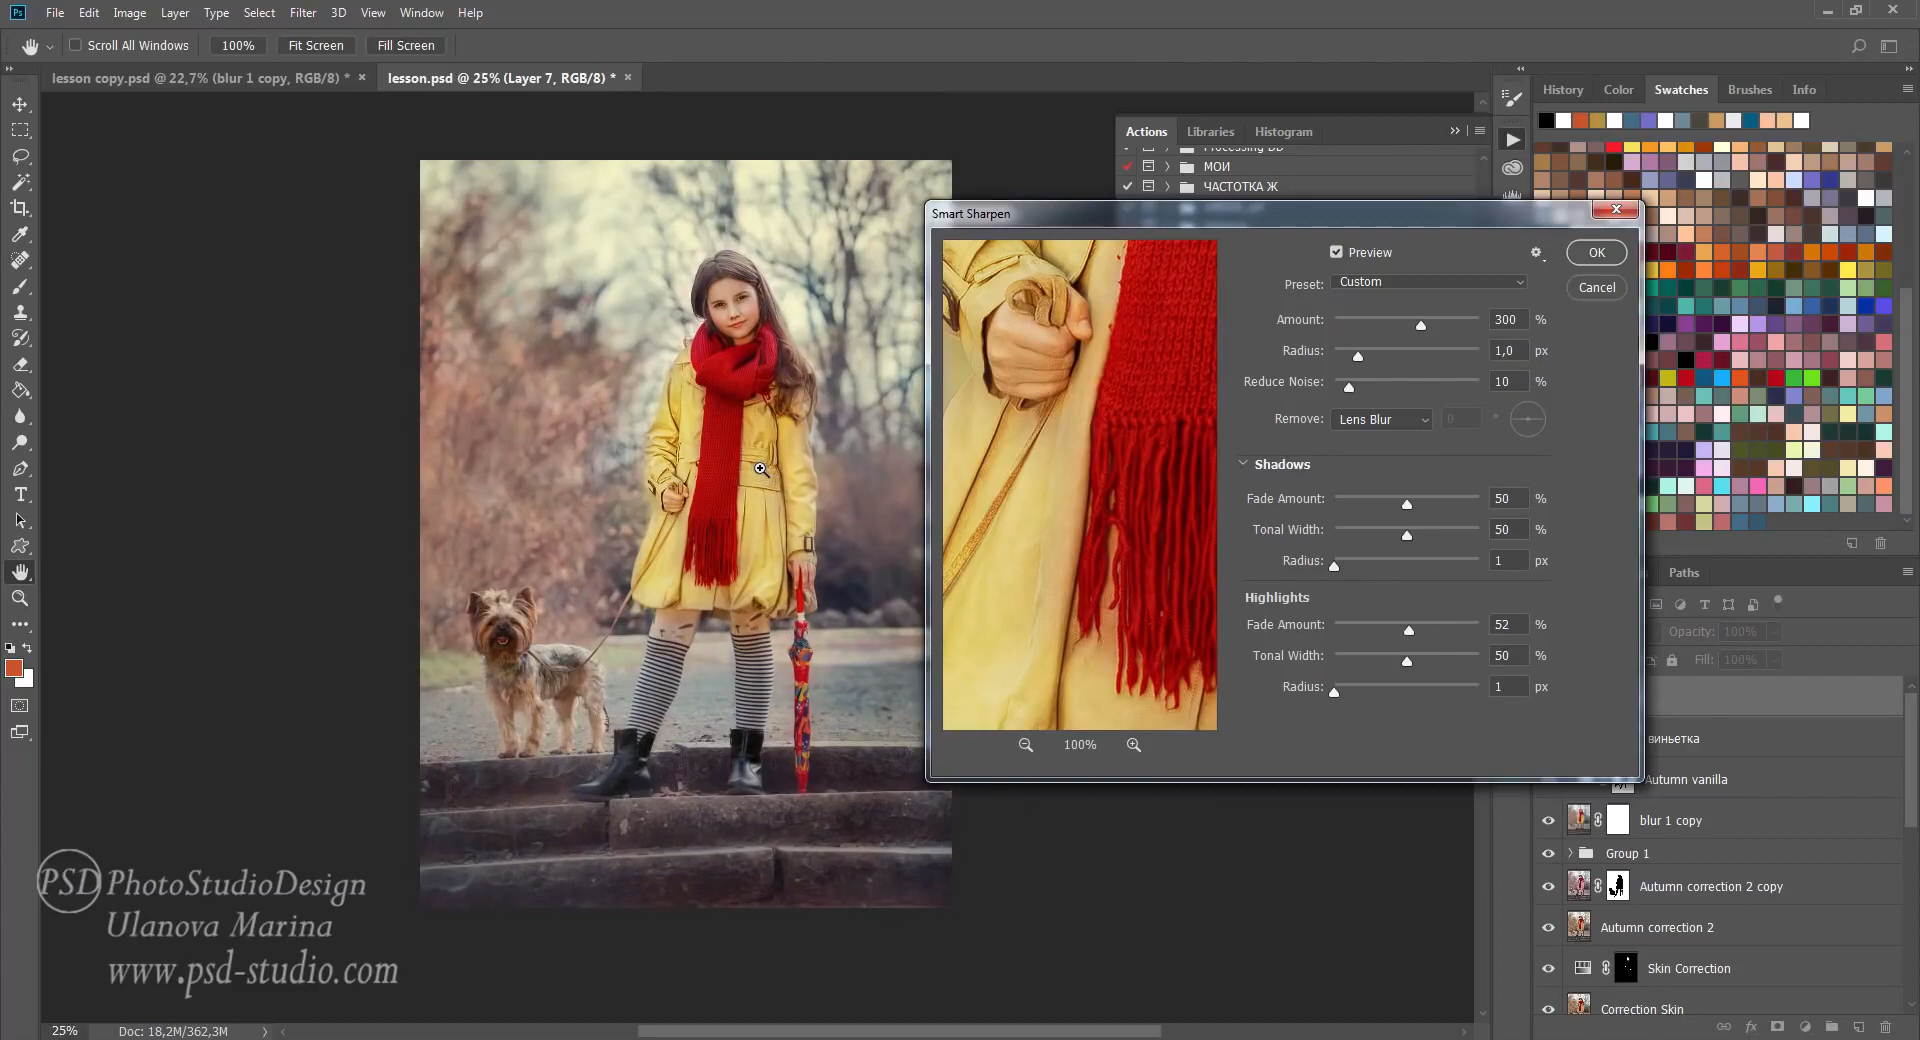 Ps File Edit Image Layer Type Select Filter 3D View Window Help
Scroll All Windows 100% Fit Screen Fill Screen
lesson copy.psd @ 22,7% (blur 1 copy, RGB/8) * × lesson.psd @ 25% (Layer 7, RGB/8) * ×
History Color Swatches Brushes Info
Actions Libraries Histogram
Processing DD
МОИ
ЧАСТОТКА Ж
Smart Sharpen
Preview OK
Preset: Custom Cancel
Amount: 300 %
Radius: 1,0 px
Reduce Noise: 10 %
Remove: Lens Blur 0 °
Shadows
Fade Amount: 50 %
Tonal Width: 50 %
Radius: 1 px
Highlights
Fade Amount: 52 %
Tonal Width: 50 %
Radius: 1 px
100%
Paths
Opacity: 100%
Fill: 100%
виньетка
Autumn vanilla
blur 1 copy
Group 1
Autumn correction 2 copy
Autumn correction 2
Skin Correction
Correction Skin
PSD PhotoStudioDesign
Ulanova Marina
www.psd-studio.com
25% Doc: 18,2M/362,3M